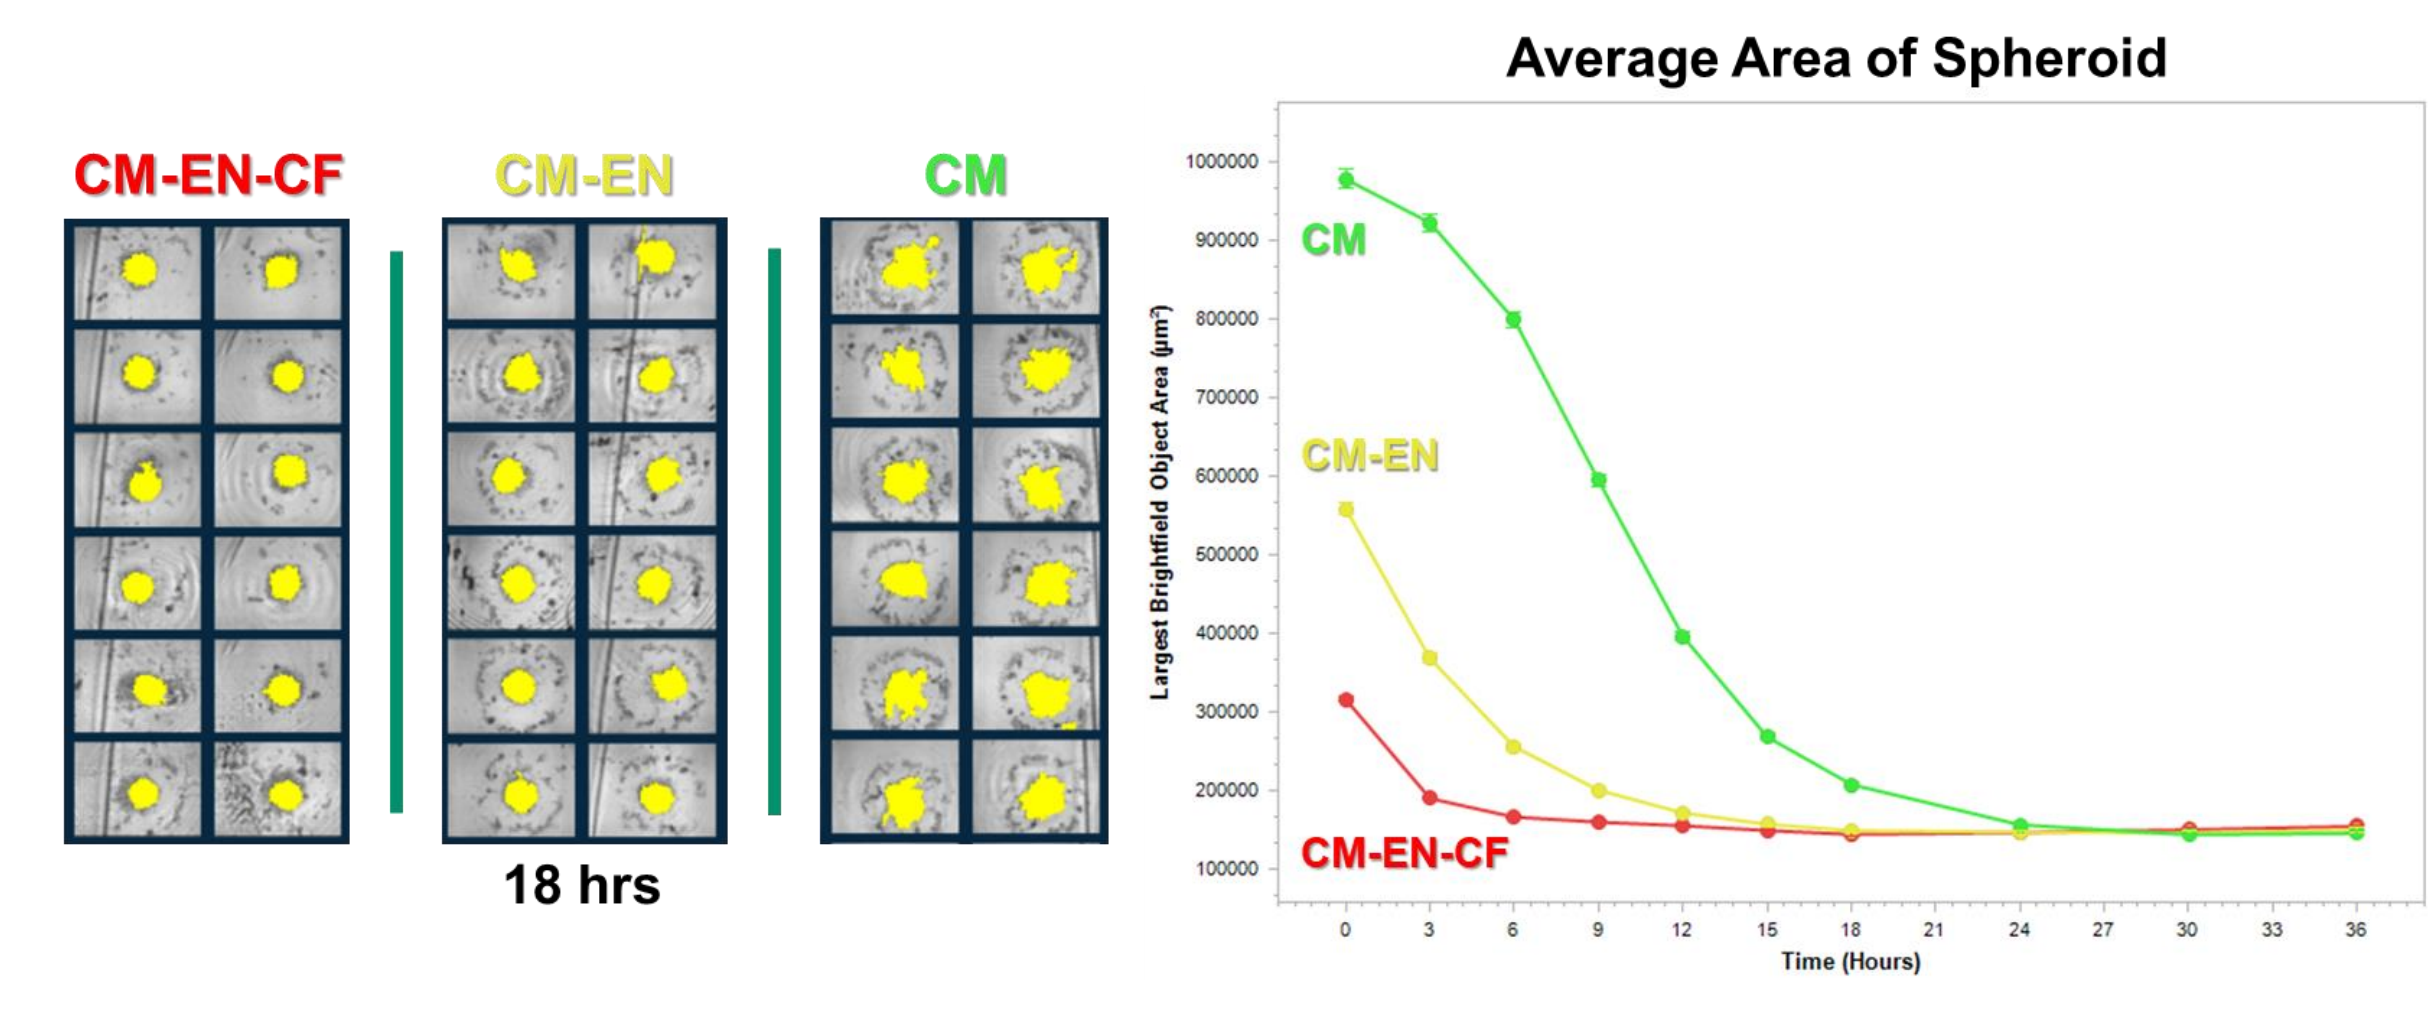 CM-EN-CF
CM-EN
CM
18 hrs
Average Area of Spheroid
Largest Brightfield Object Area (µm²)
1000000
900000
800000
700000
600000
500000
400000
300000
200000
100000
CM
CM-EN
CM-EN-CF
0 3 6 9 12 15 18 21 24 27 30 33 36
Time (Hours)